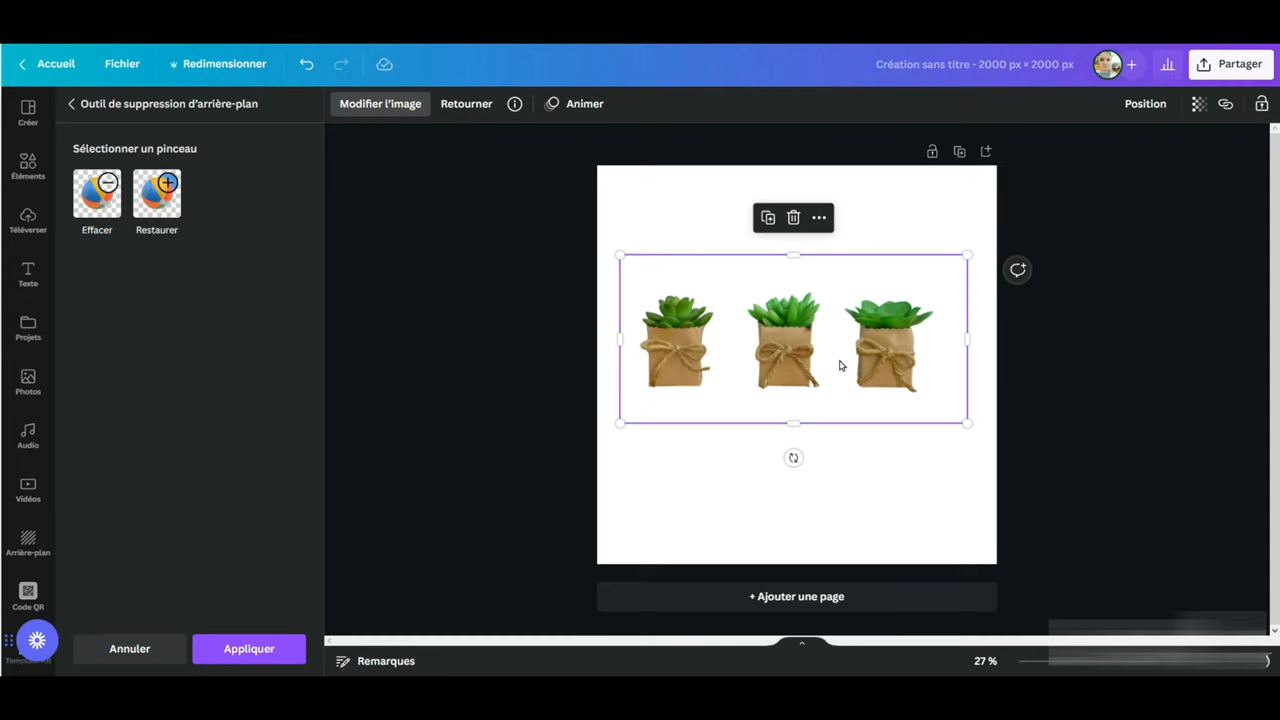 Accueil
Fichier
Redimensionner
Création sans titre - 2000 px × 2000 px
Partager
Créer
Éléments
Téléverser
Texte
Projets
Photos
Audio
Vidéos
Arrière-plan
Code QR
Outil de suppression d'arrière-plan
Sélectionner un pinceau
Effacer
Restaurer
Annuler
Appliquer
Modifier l'image
Retourner
Animer
Position
+ Ajouter une page
Remarques
27 %